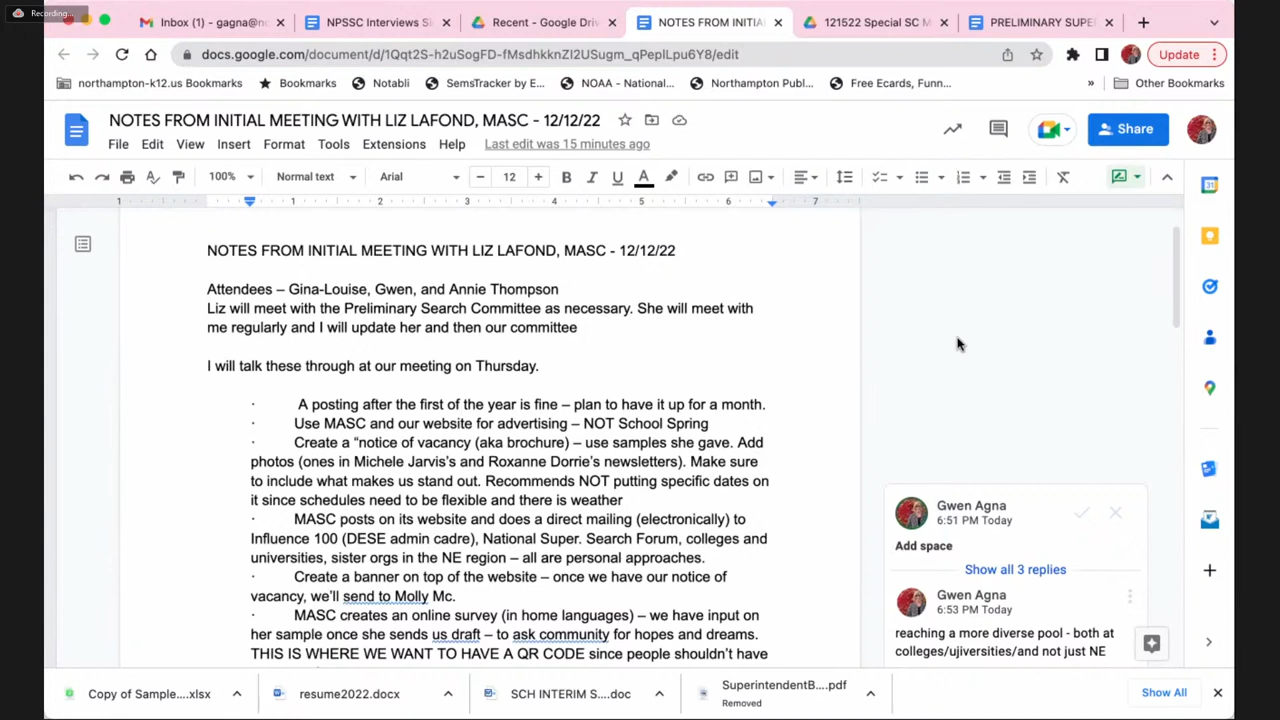 Recording...
Inbox (1) - gagna@n
NPSSC Interviews S
Recent - Google Driv
NOTES FROM INITIA
121522 Special SC M
PRELIMINARY SUPE
docs.google.com/document/d/1Qqt2S-h2uSogFD-fMsdhkknZI2USugm_qPeplLpu6Y8/edit
Update
northampton-k12.us Bookmarks
Bookmarks
Notabli
SemsTracker by E...
NOAA - National...
Northampton Publ...
Free Ecards, Funn...
»
Other Bookmarks
NOTES FROM INITIAL MEETING WITH LIZ LAFOND, MASC - 12/12/22
Share
File Edit View Insert Format Tools Extensions Help Last edit was 15 minutes ago
100% Normal text Arial 12 B I U A
1 1 2 3 4 5 6 7
31
NOTES FROM INITIAL MEETING WITH LIZ LAFOND, MASC - 12/12/22
Attendees – Gina-Louise, Gwen, and Annie Thompson
Liz will meet with the Preliminary Search Committee as necessary. She will meet with
me regularly and I will update her and then our committee
I will talk these through at our meeting on Thursday.
· A posting after the first of the year is fine – plan to have it up for a month.
· Use MASC and our website for advertising – NOT School Spring
· Create a “notice of vacancy (aka brochure) – use samples she gave. Add
photos (ones in Michele Jarvis’s and Roxanne Dorrie’s newsletters). Make sure
to include what makes us stand out. Recommends NOT putting specific dates on
it since schedules need to be flexible and there is weather
· MASC posts on its website and does a direct mailing (electronically) to
Influence 100 (DESE admin cadre), National Super. Search Forum, colleges and
universities, sister orgs in the NE region – all are personal approaches.
· Create a banner on top of the website – once we have our notice of
vacancy, we’ll send to Molly Mc.
· MASC creates an online survey (in home languages) – we have input on
her sample once she sends us draft – to ask community for hopes and dreams.
THIS IS WHERE WE WANT TO HAVE A QR CODE since people shouldn’t have
Gwen Agna
6:51 PM Today
Add space
Show all 3 replies
Gwen Agna
6:53 PM Today
reaching a more diverse pool - both at
colleges/ujiversities/and not just NE
Copy of Sample....xlsx
resume2022.docx
SCH INTERIM S....doc
SuperintendentB....pdf
Removed
Show All